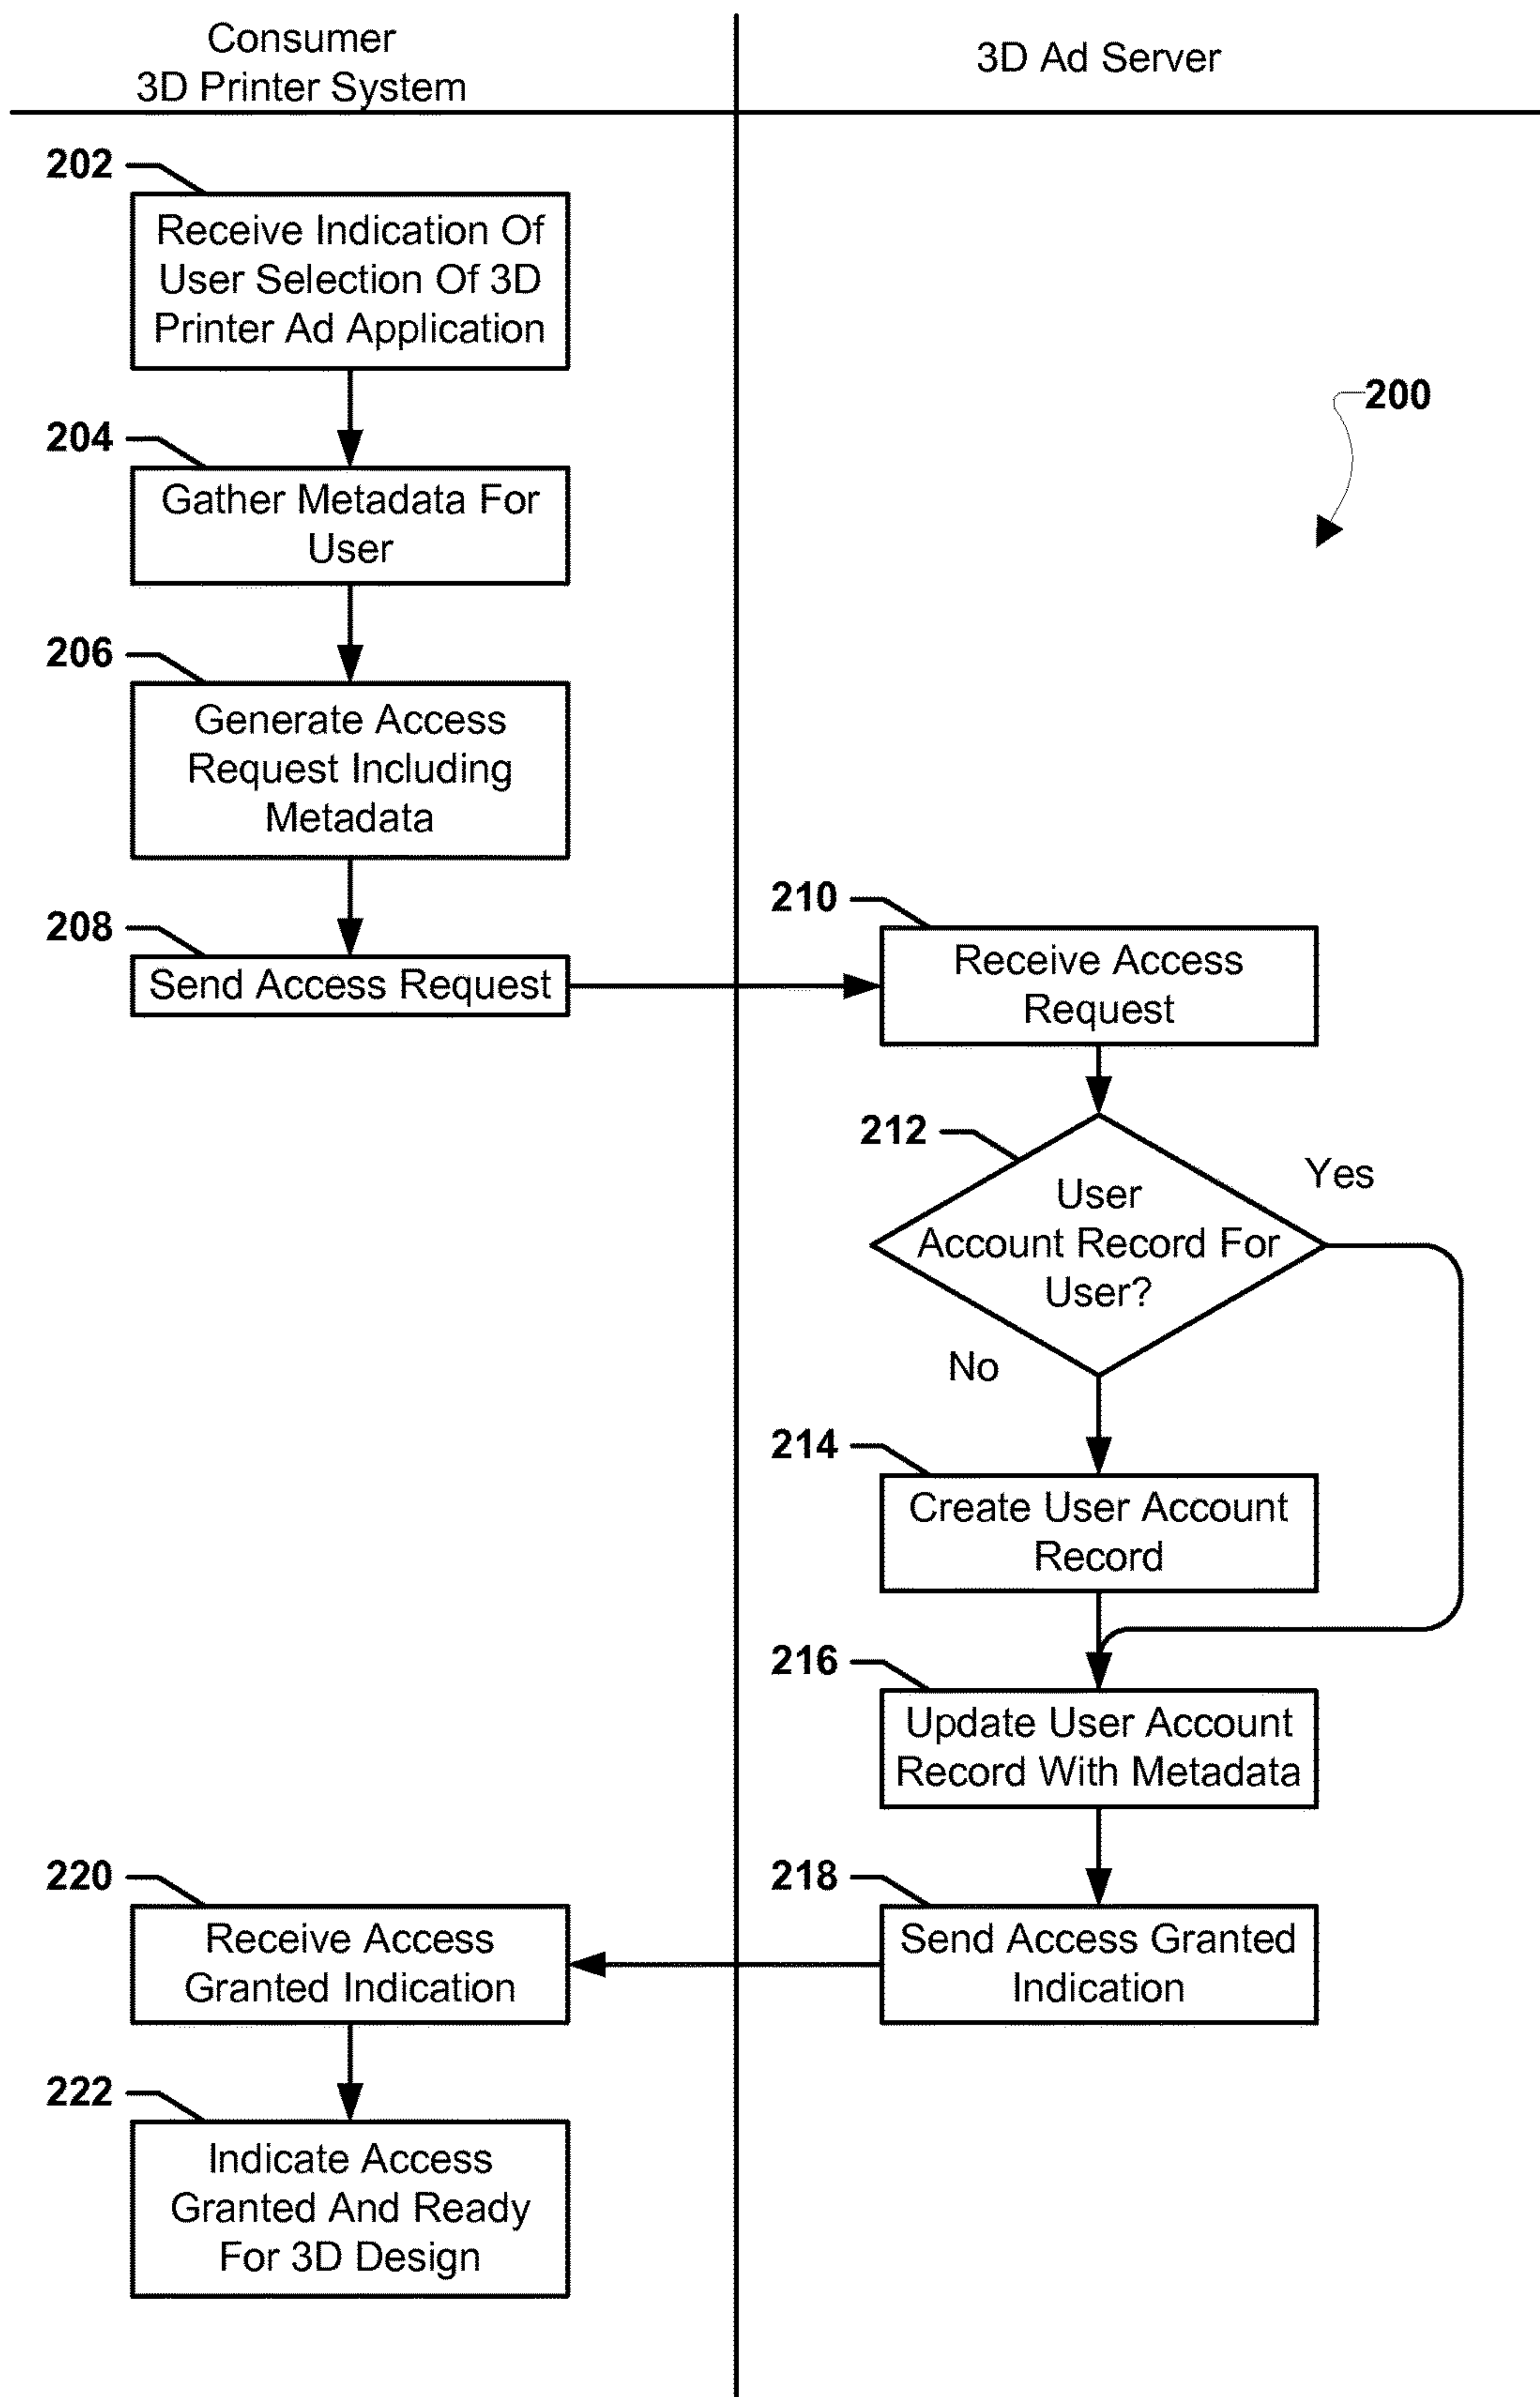 Consumer
3D Printer System
3D Ad Server
202
Receive Indication Of
User Selection Of 3D
Printer Ad Application
200
204
Gather Metadata For
User
206
Generate Access
Request Including
Metadata
208
Send Access Request
210
Receive Access
Request
212
User
Account Record For
User?
Yes
No
214
Create User Account
Record
216
Update User Account
Record With Metadata
218
Send Access Granted
Indication
220
Receive Access
Granted Indication
222
Indicate Access
Granted And Ready
For 3D Design